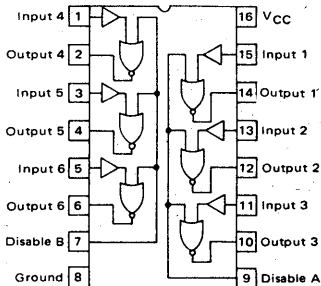 Input 4 1
16 VCC
Output 4 2
15 Input 1
Input 5 3
14 Output 1
Output 5 4
13 Input 2
Input 6 5
12 Output 2
Output 6 6
11 Input 3
Disable B 7
10 Output 3
Ground 8
9 Disable A